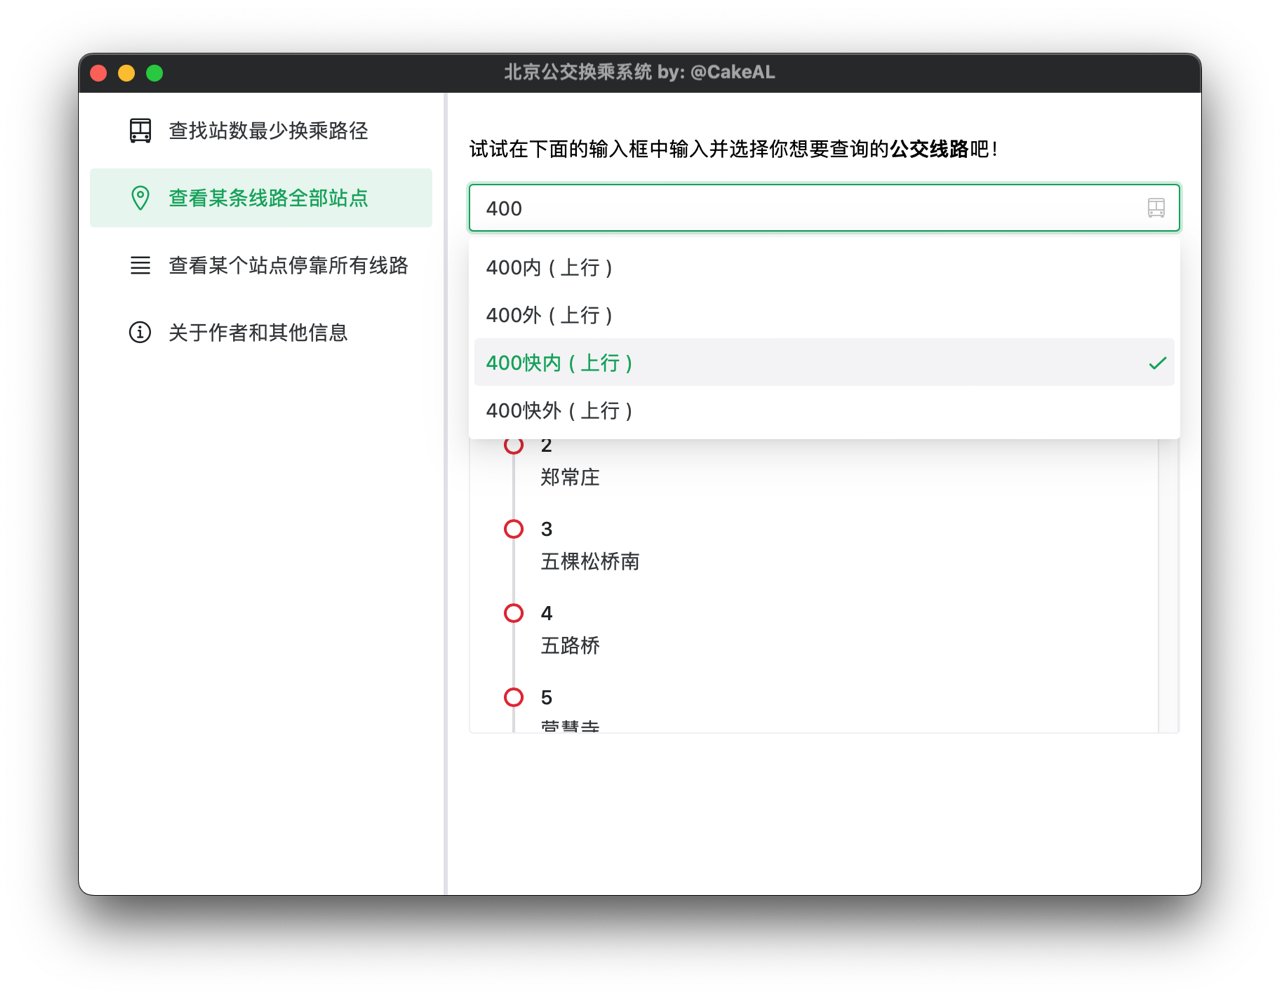 北京公交换乘系统 by: @CakeAL
查找站数最少换乘路径
查看某条线路全部站点
查看某个站点停靠所有线路
关于作者和其他信息
试试在下面的输入框中输入并选择你想要查询的公交线路吧!
400
400内 ( 上行 )
400外 ( 上行 )
400快内 ( 上行 )
400快外 ( 上行 )
2
郑常庄
3
五棵松桥南
4
五路桥
5